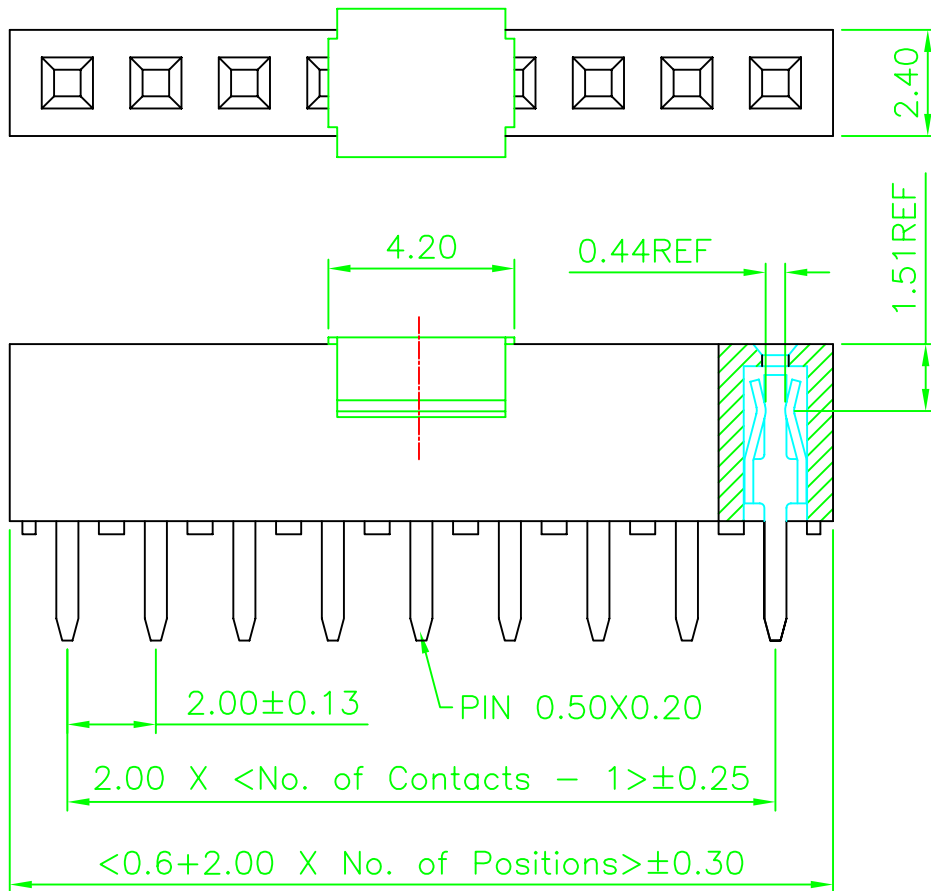 2.40
1.51REF
4.20
0.44REF
2.00±0.13
PIN 0.50X0.20
2.00 X <No. of Contacts - 1>±0.25
<0.6+2.00 X No. of Positions>±0.30